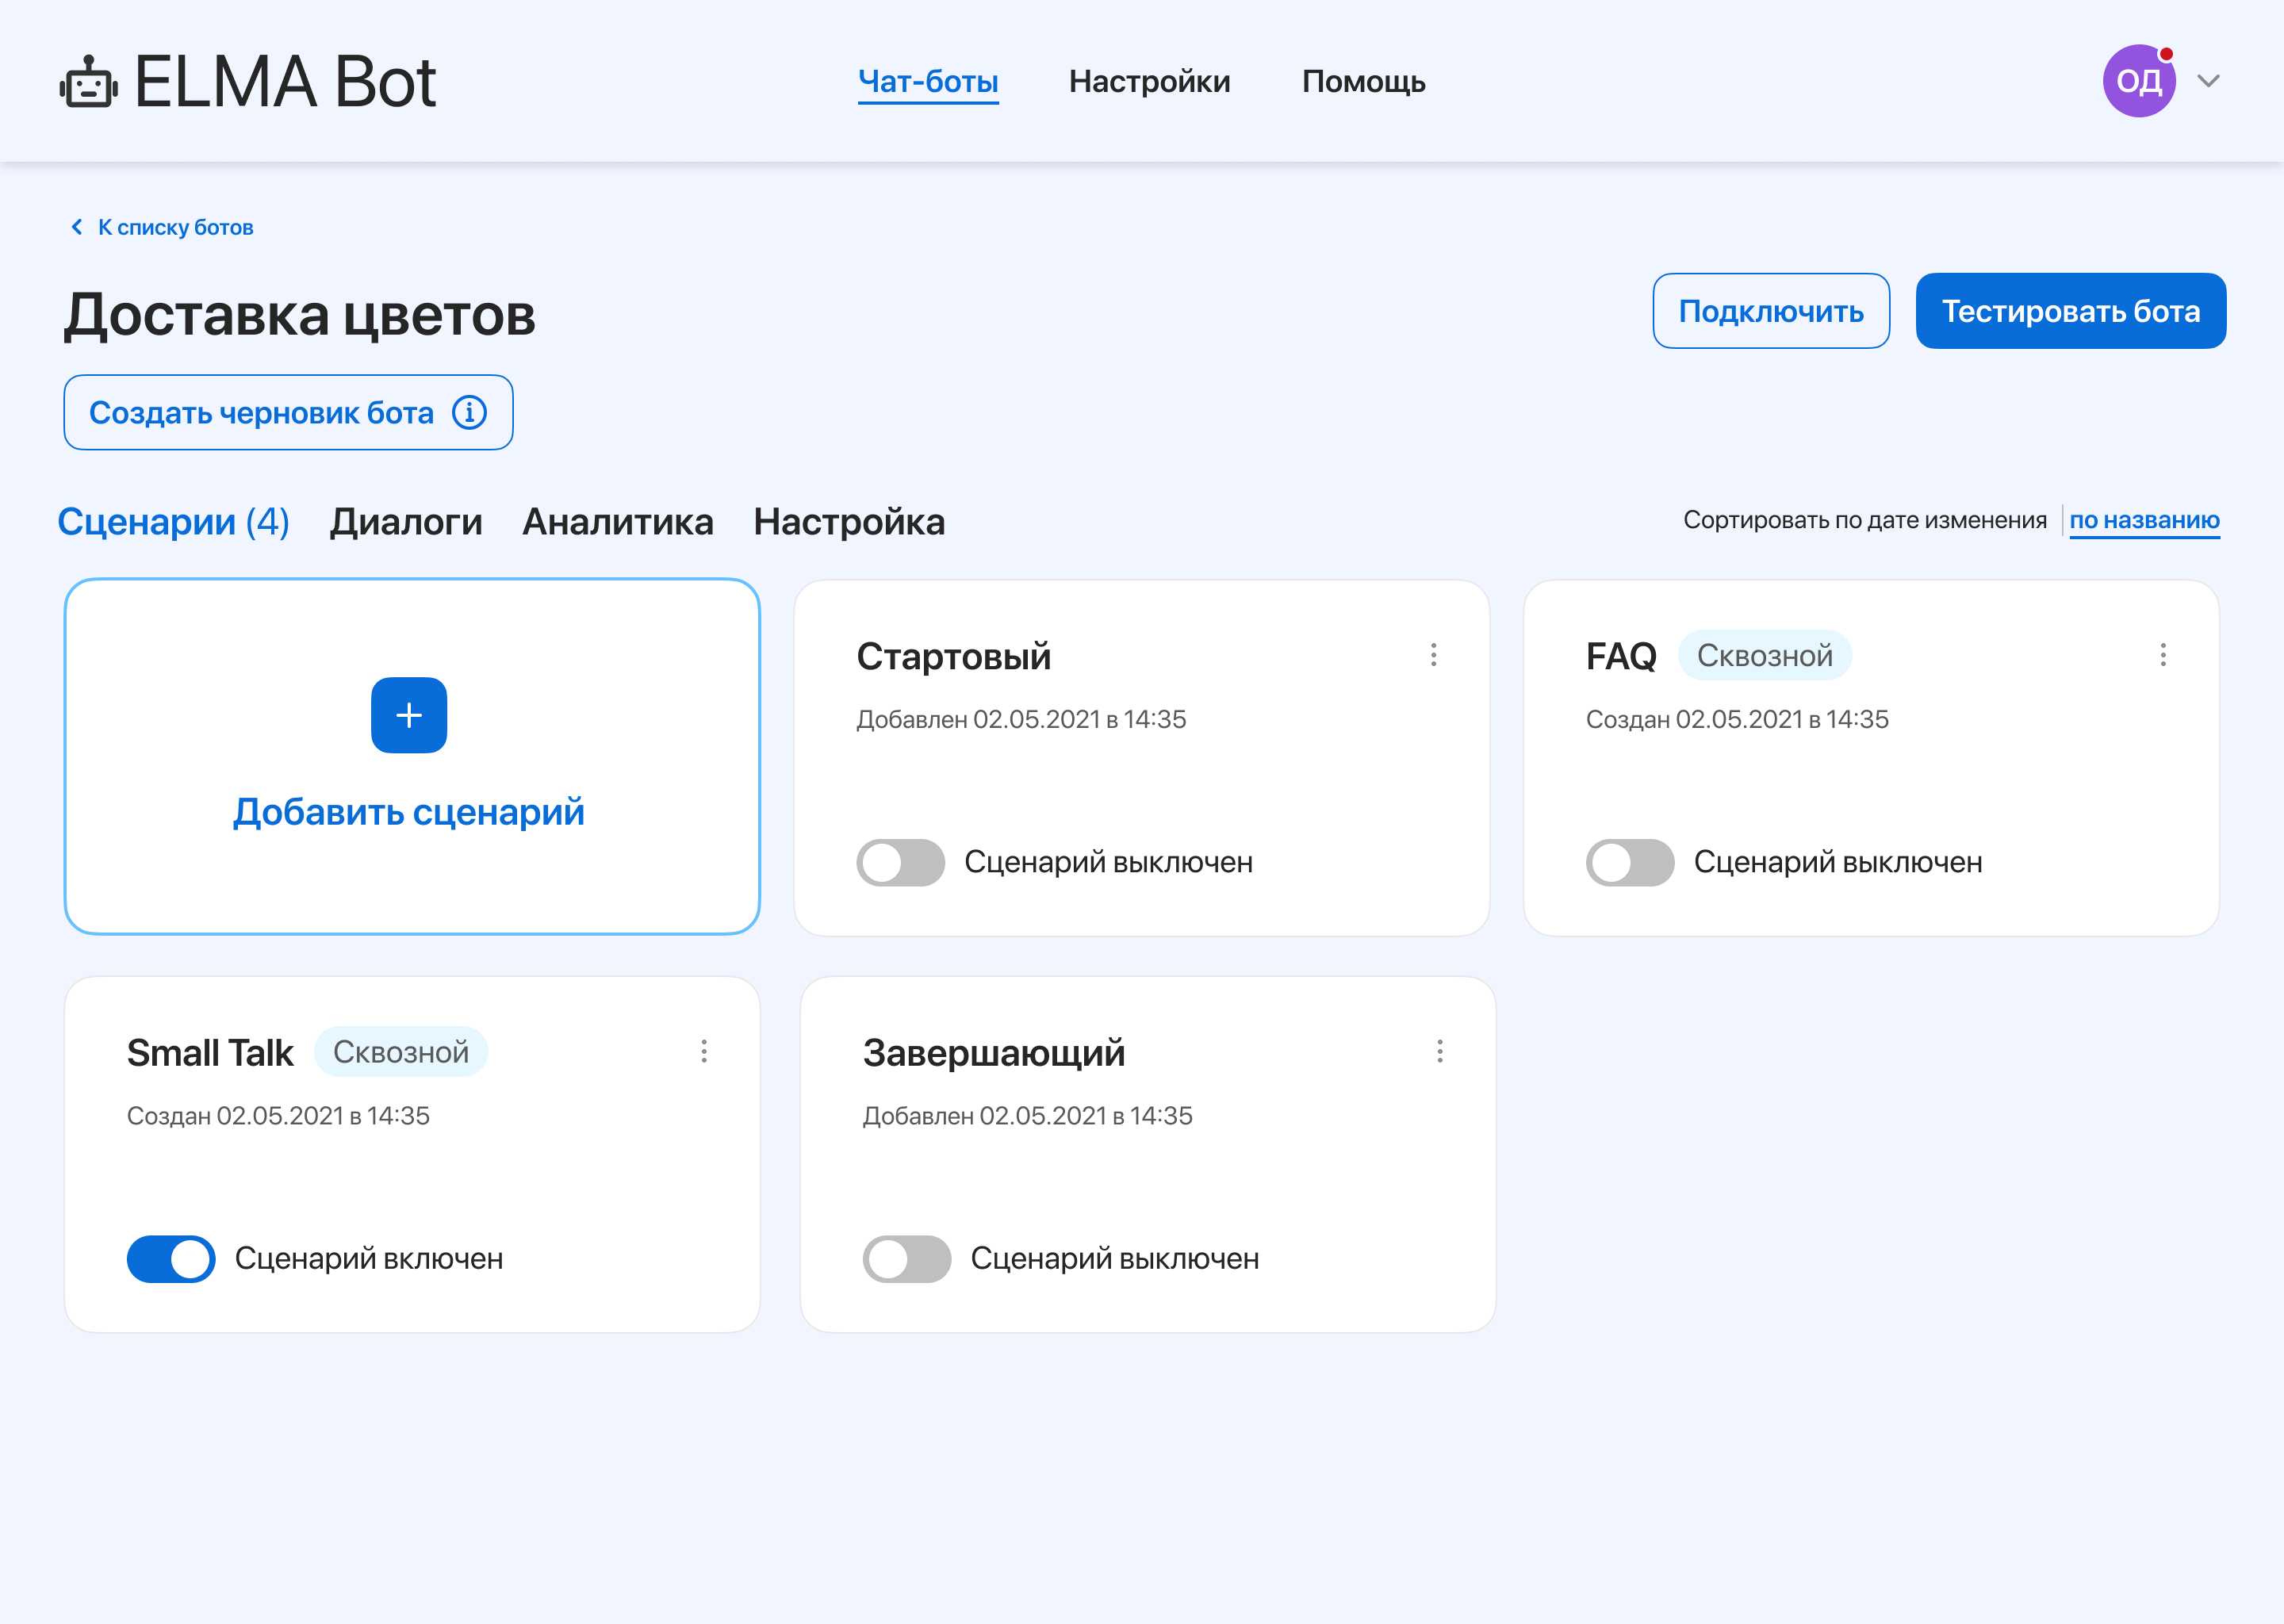 ELMA Bot
Чат-боты
Настройки
Помощь
ОД
К списку ботов
Доставка цветов
Подключить
Тестировать бота
Создать черновик бота
Сценарии (4)
Диалоги
Аналитика
Настройка
Сортировать по дате изменения
по названию
Добавить сценарий
Стартовый
Добавлен 02.05.2021 в 14:35
Сценарий выключен
FAQ
Сквозной
Создан 02.05.2021 в 14:35
Сценарий выключен
Small Talk
Сквозной
Создан 02.05.2021 в 14:35
Сценарий включен
Завершающий
Добавлен 02.05.2021 в 14:35
Сценарий выключен